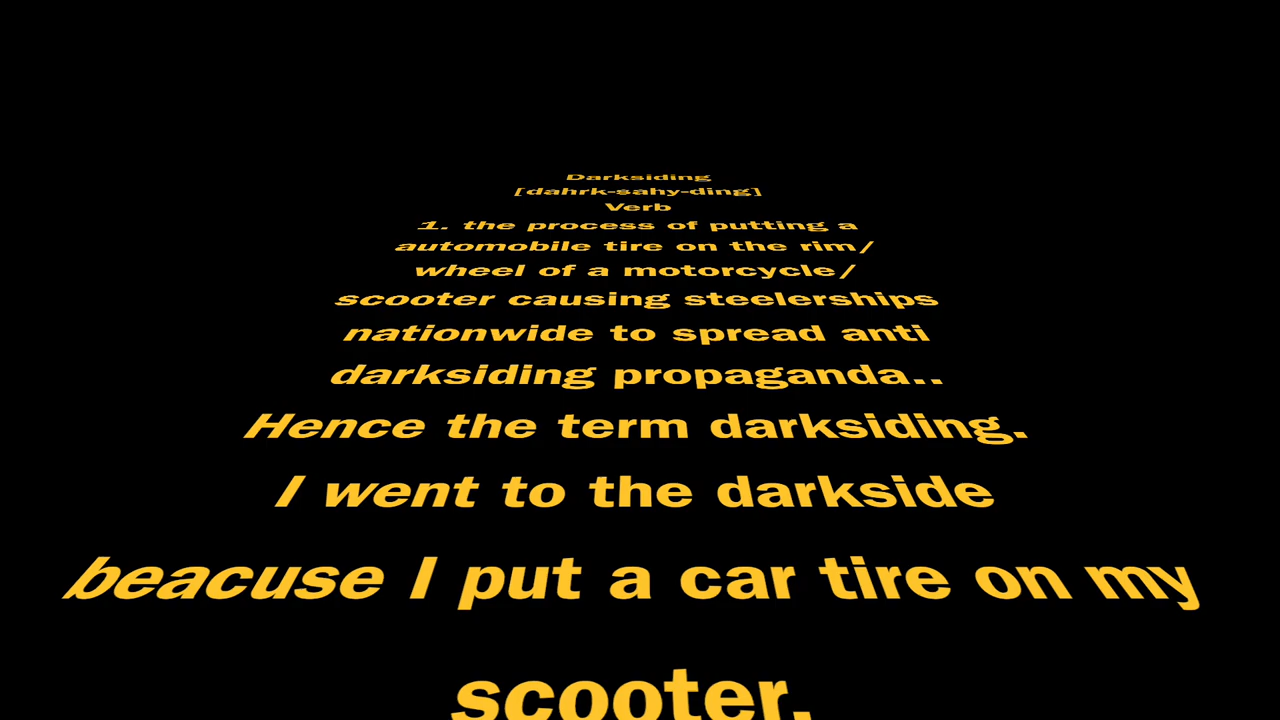 Darksiding
[dahrk-sahy-ding]
Verb
1. the process of putting a
automobile tire on the rim/
wheel of a motorcycle/
scooter causing steelerships
nationwide to spread anti
darksiding propaganda..
Hence the term darksiding.
I went to the darkside
beacuse I put a car tire on my
scooter.